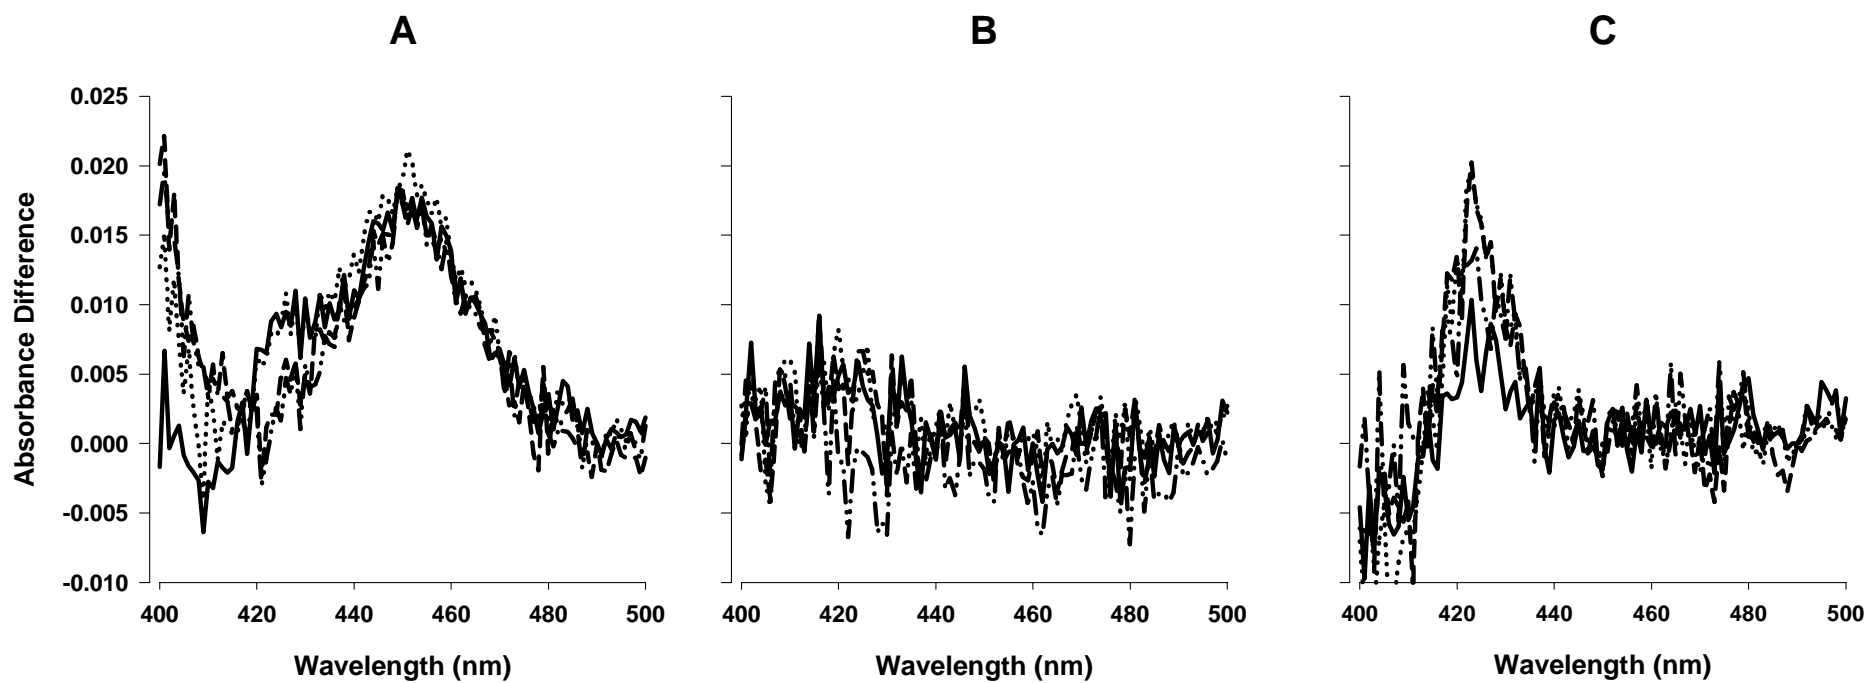 A B C
Absorbance Difference
0.025
0.020
0.015
0.010
0.005
0.000
-0.005
-0.010
400 420 440 460 480 500
400 420 440 460 480 500
400 420 440 460 480 500
Wavelength (nm)
Wavelength (nm)
Wavelength (nm)